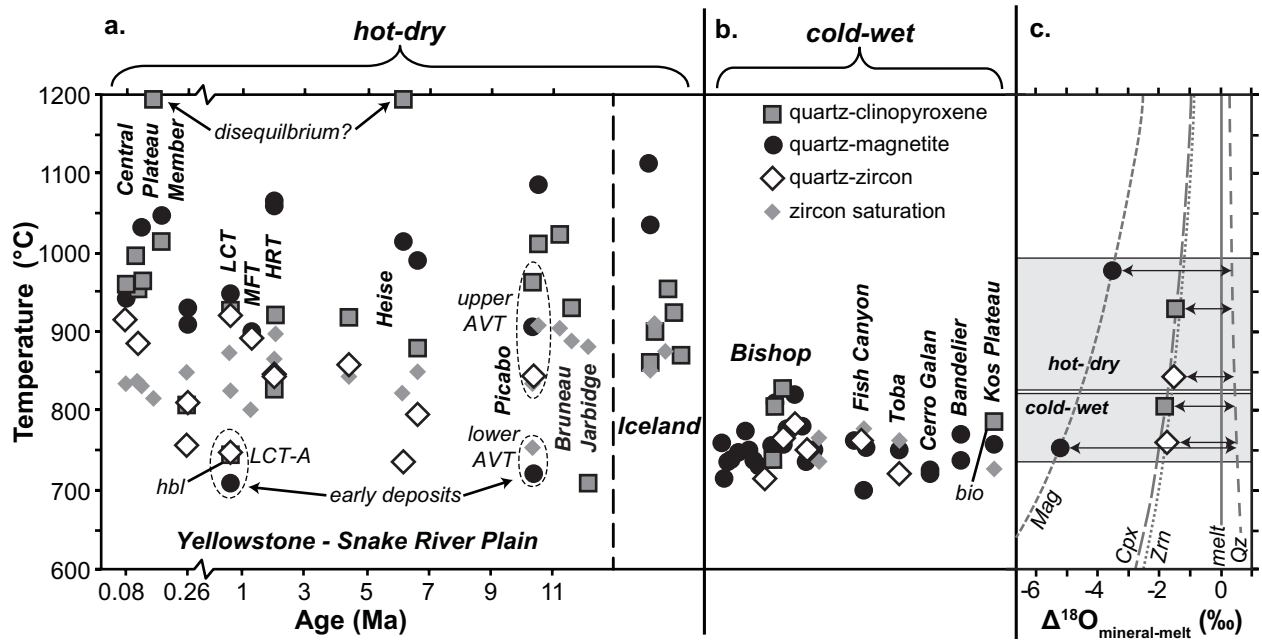 a.
hot-dry
b.
cold-wet
c.
Temperature (°C)
1200
1100
1000
900
800
700
600
Central
Plateau
Member
disequilbrium?
LCT
MFT
HRT
Heise
upper
AVT
Picabo
lower
AVT
Bruneau
Jarbidge
Iceland
LCT-A
hbl
early deposits
Yellowstone - Snake River Plain
0.08 0.26 1 3 5 7 9 11
Age (Ma)
quartz-clinopyroxene
quartz-magnetite
quartz-zircon
zircon saturation
Bishop
Fish Canyon
Toba
Cerro Galan
Bandelier
Kos Plateau
bio
hot- dry
cold- wet
Mag
Cpx
Zrn
melt
Qz
-6 -4 -2 0
Δ18Omineral-melt (‰)